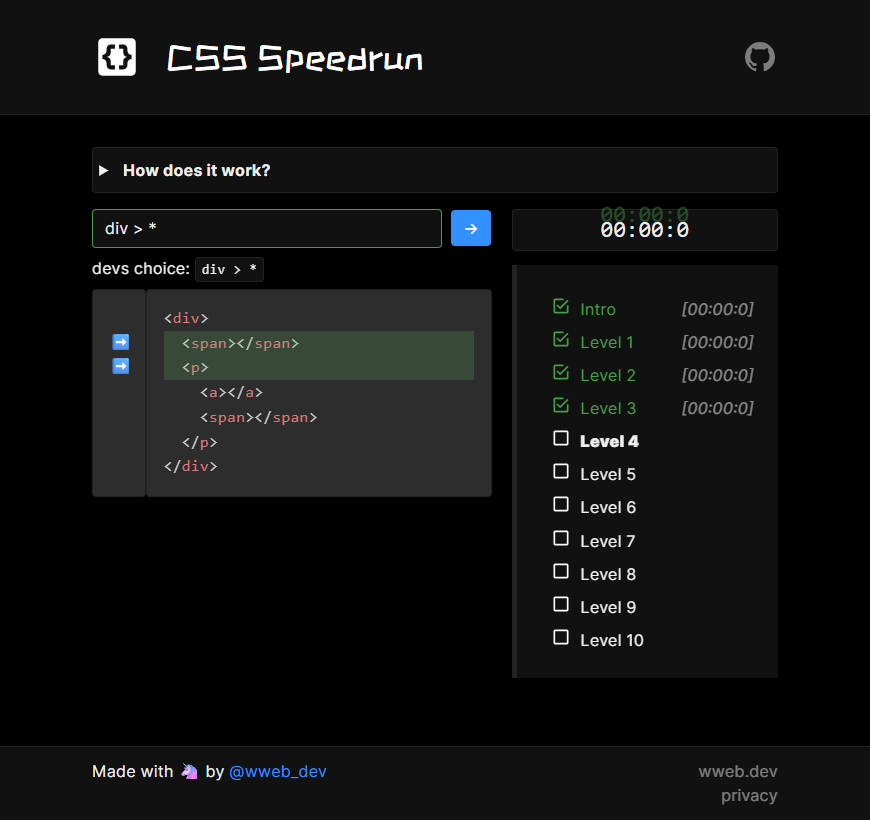 {}
CSS Speedrun
How does it work?
div > *
00:00:0
00:00:0
devs choice: div > *
<div>
<span></span>
<p>
<a></a>
<span></span>
</p>
</div>
Intro [00:00:0]
Level 1 [00:00:0]
Level 2 [00:00:0]
Level 3 [00:00:0]
Level 4
Level 5
Level 6
Level 7
Level 8
Level 9
Level 10
Made with 🦄 by @wweb_dev
wweb.dev
privacy